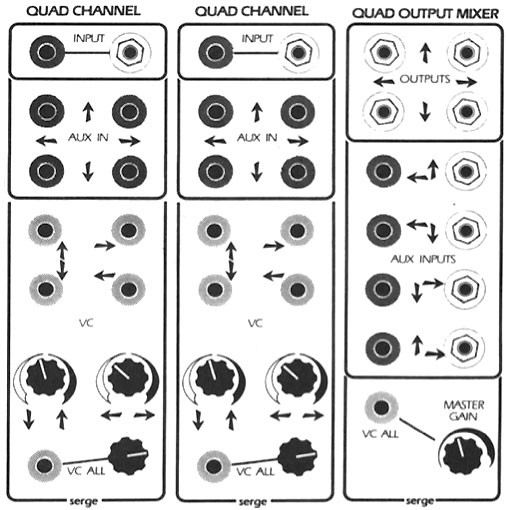 QUAD CHANNEL
INPUT
AUX IN
VC
VC ALL
serge
QUAD CHANNEL
INPUT
AUX IN
VC
VC ALL
serge
QUAD OUTPUT MIXER
OUTPUTS
AUX INPUTS
MASTER
GAIN
VC ALL
serge